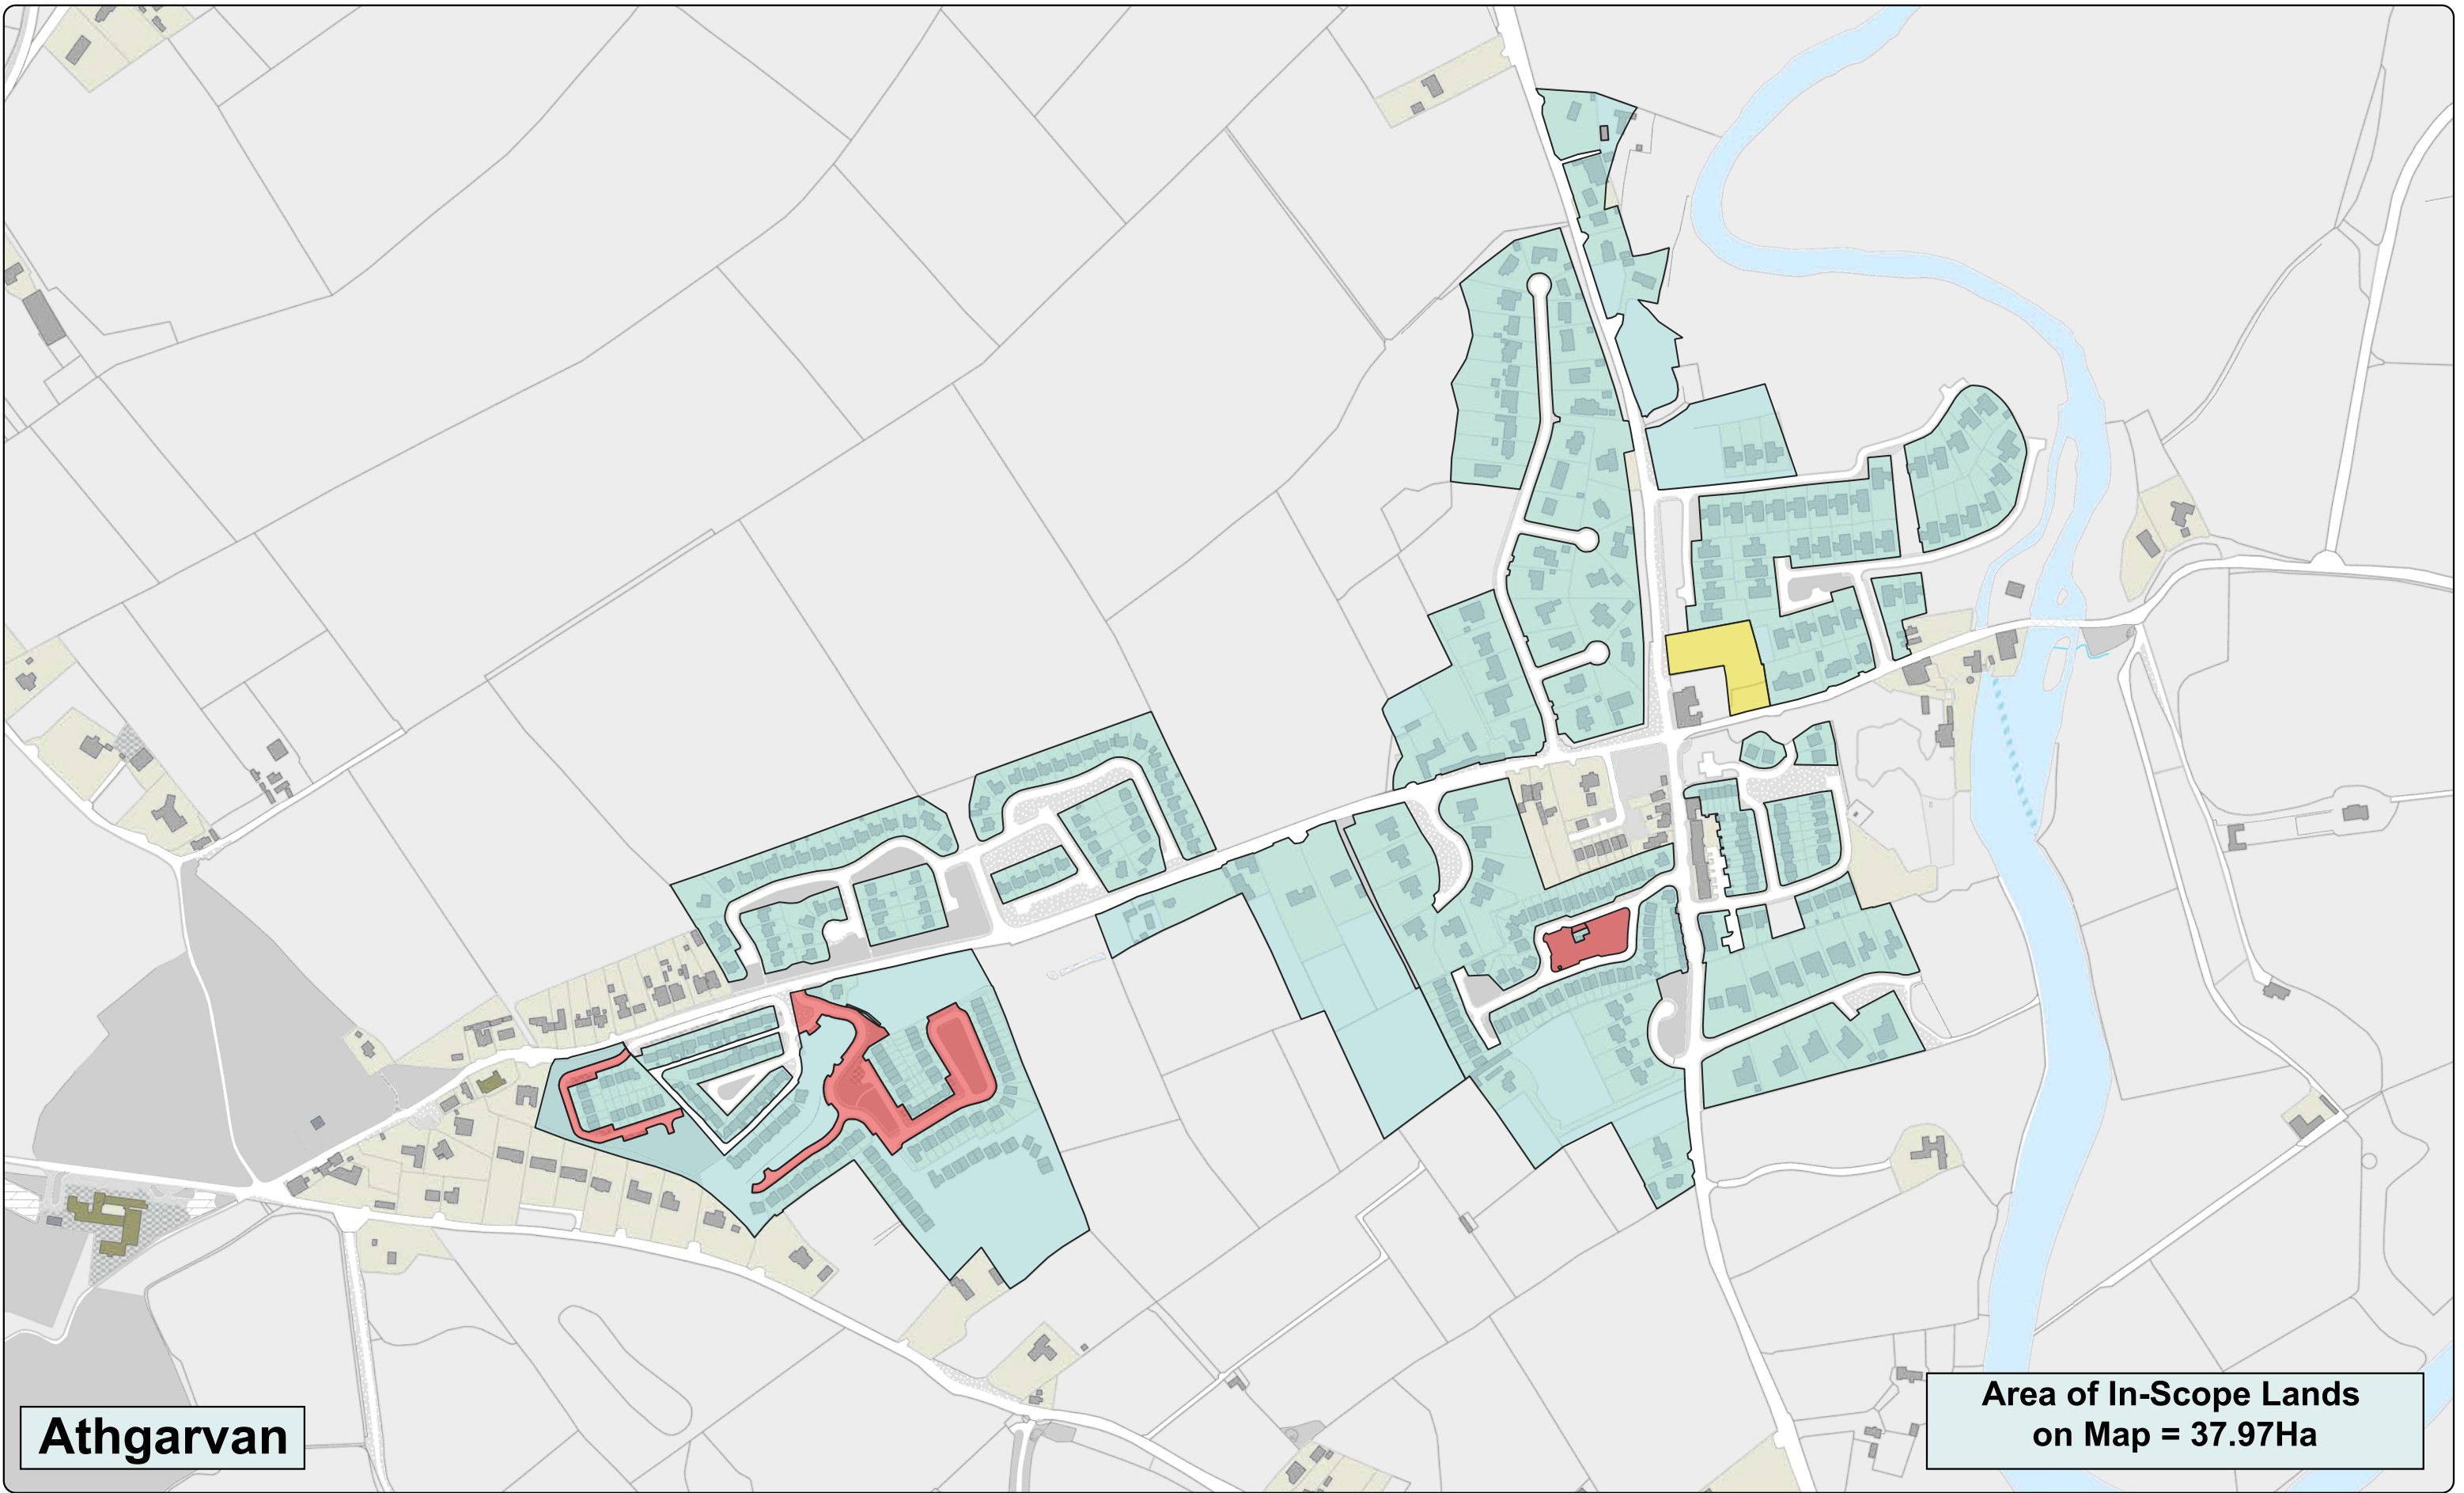 Athgarvan
Area of In-Scope Lands
on Map = 37.97Ha